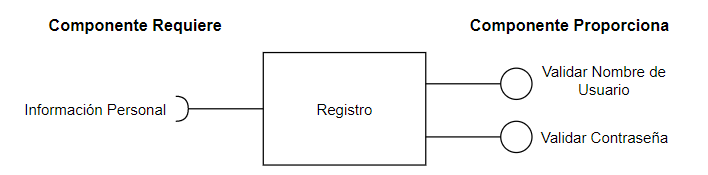 Componente Requiere
Componente Proporciona
Información Personal
Registro
Validar Nombre de
Usuario
Validar Contraseña